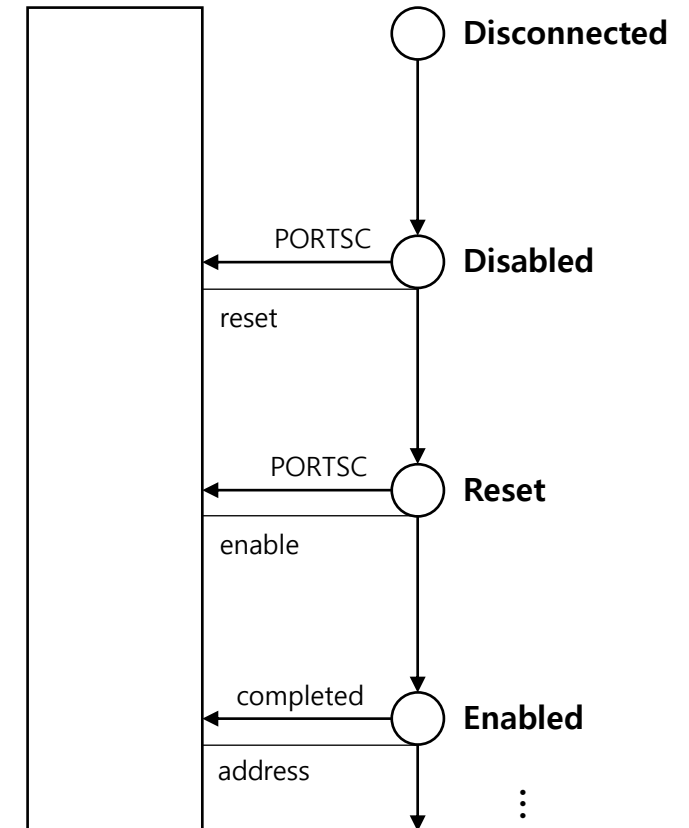 Disconnected
PORTSC
Disabled
reset
PORTSC
Reset
enable
completed
Enabled
address
⋮